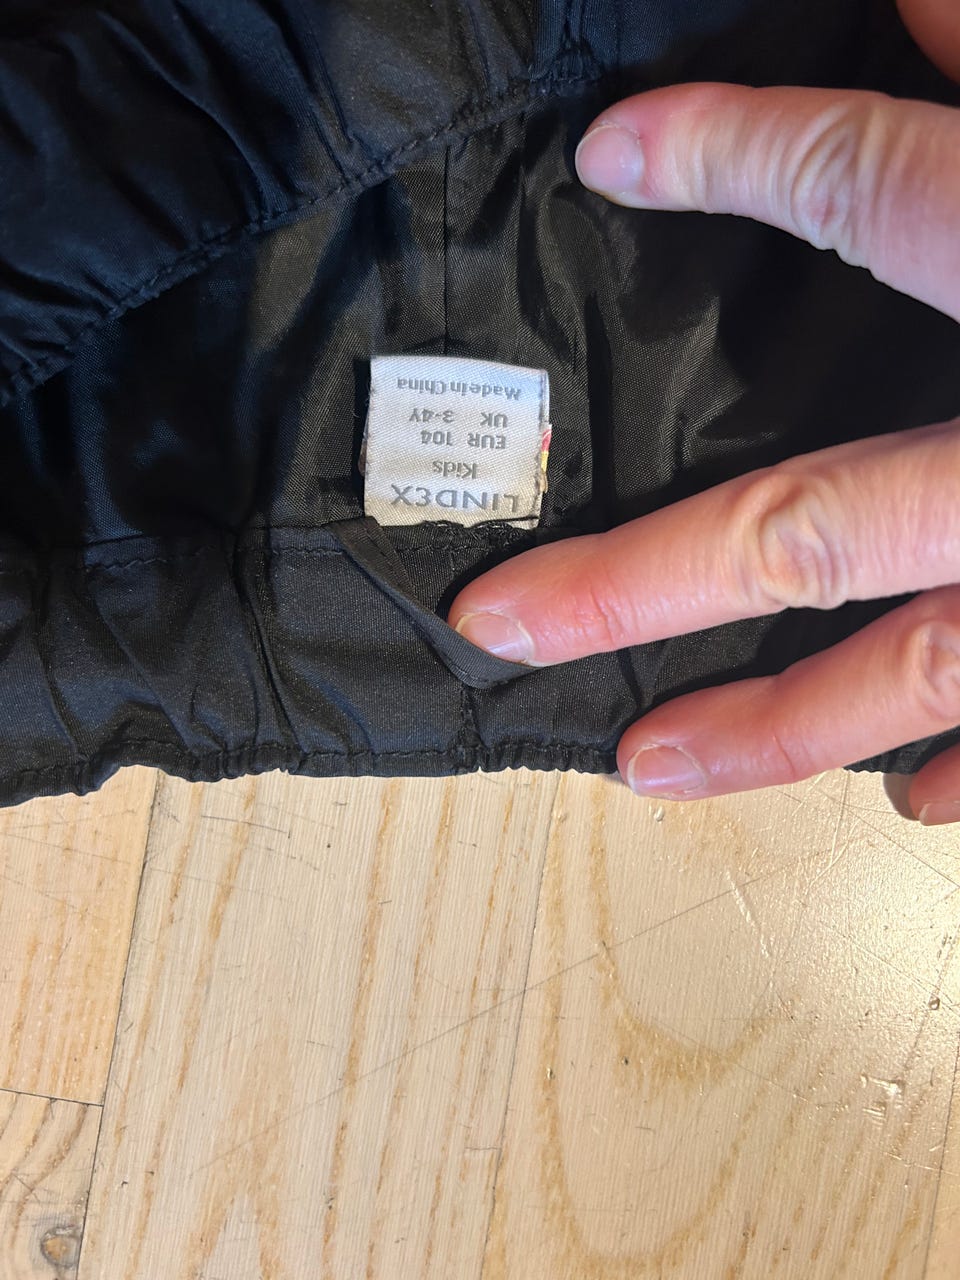 LINDEX
Kids
EUR 104
UK 3-4Y
Made in China